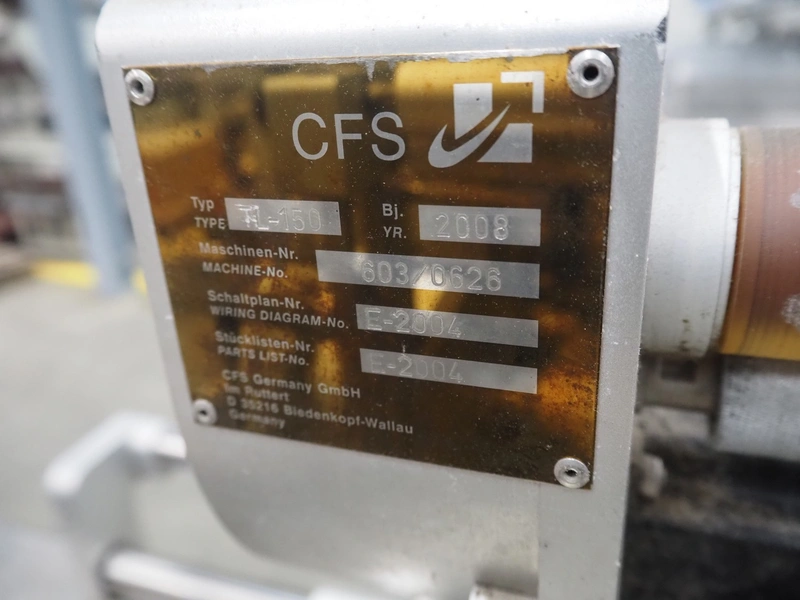 CFS
Typ
TYPE TL-150
Bj.
YR. 2008
Maschinen-Nr.
MACHINE-No. 603/0626
Schaltplan-Nr.
WIRING DIAGRAM-No. E-2004
Stücklisten-Nr.
PARTS LIST-No. E-2004
CFS Germany GmbH
Im Ruttert
D 35216 Biedenkopf-Wallau
Germany